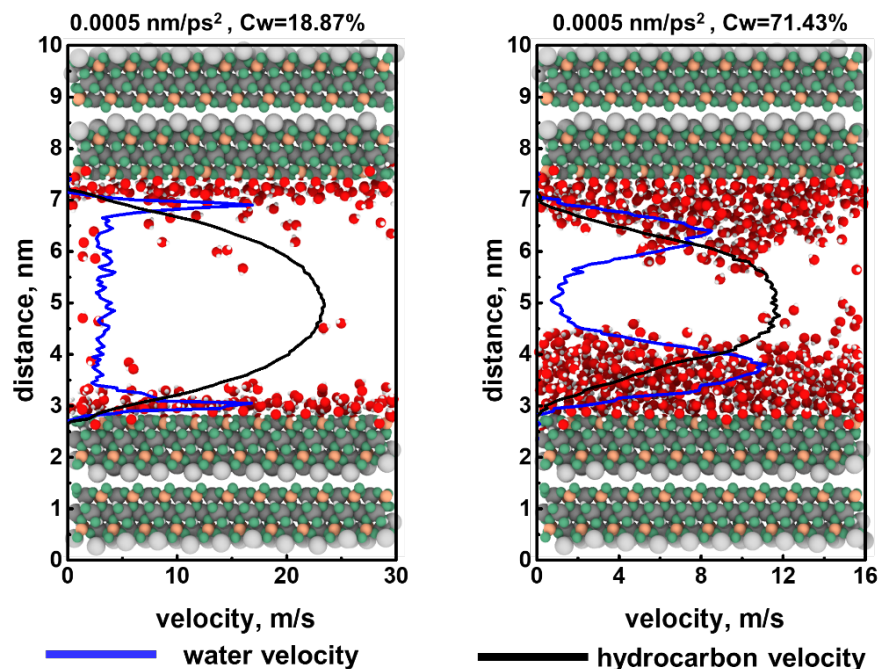 0.0005 nm/ps², Cw=18.87%
10
9
8
7
6
5
4
3
2
1
0
distance, nm
0 10 20 30
velocity, m/s
0.0005 nm/ps², Cw=71.43%
10
9
8
7
6
5
4
3
2
1
0
distance, nm
0 4 8 12 16
velocity, m/s
water velocity
hydrocarbon velocity